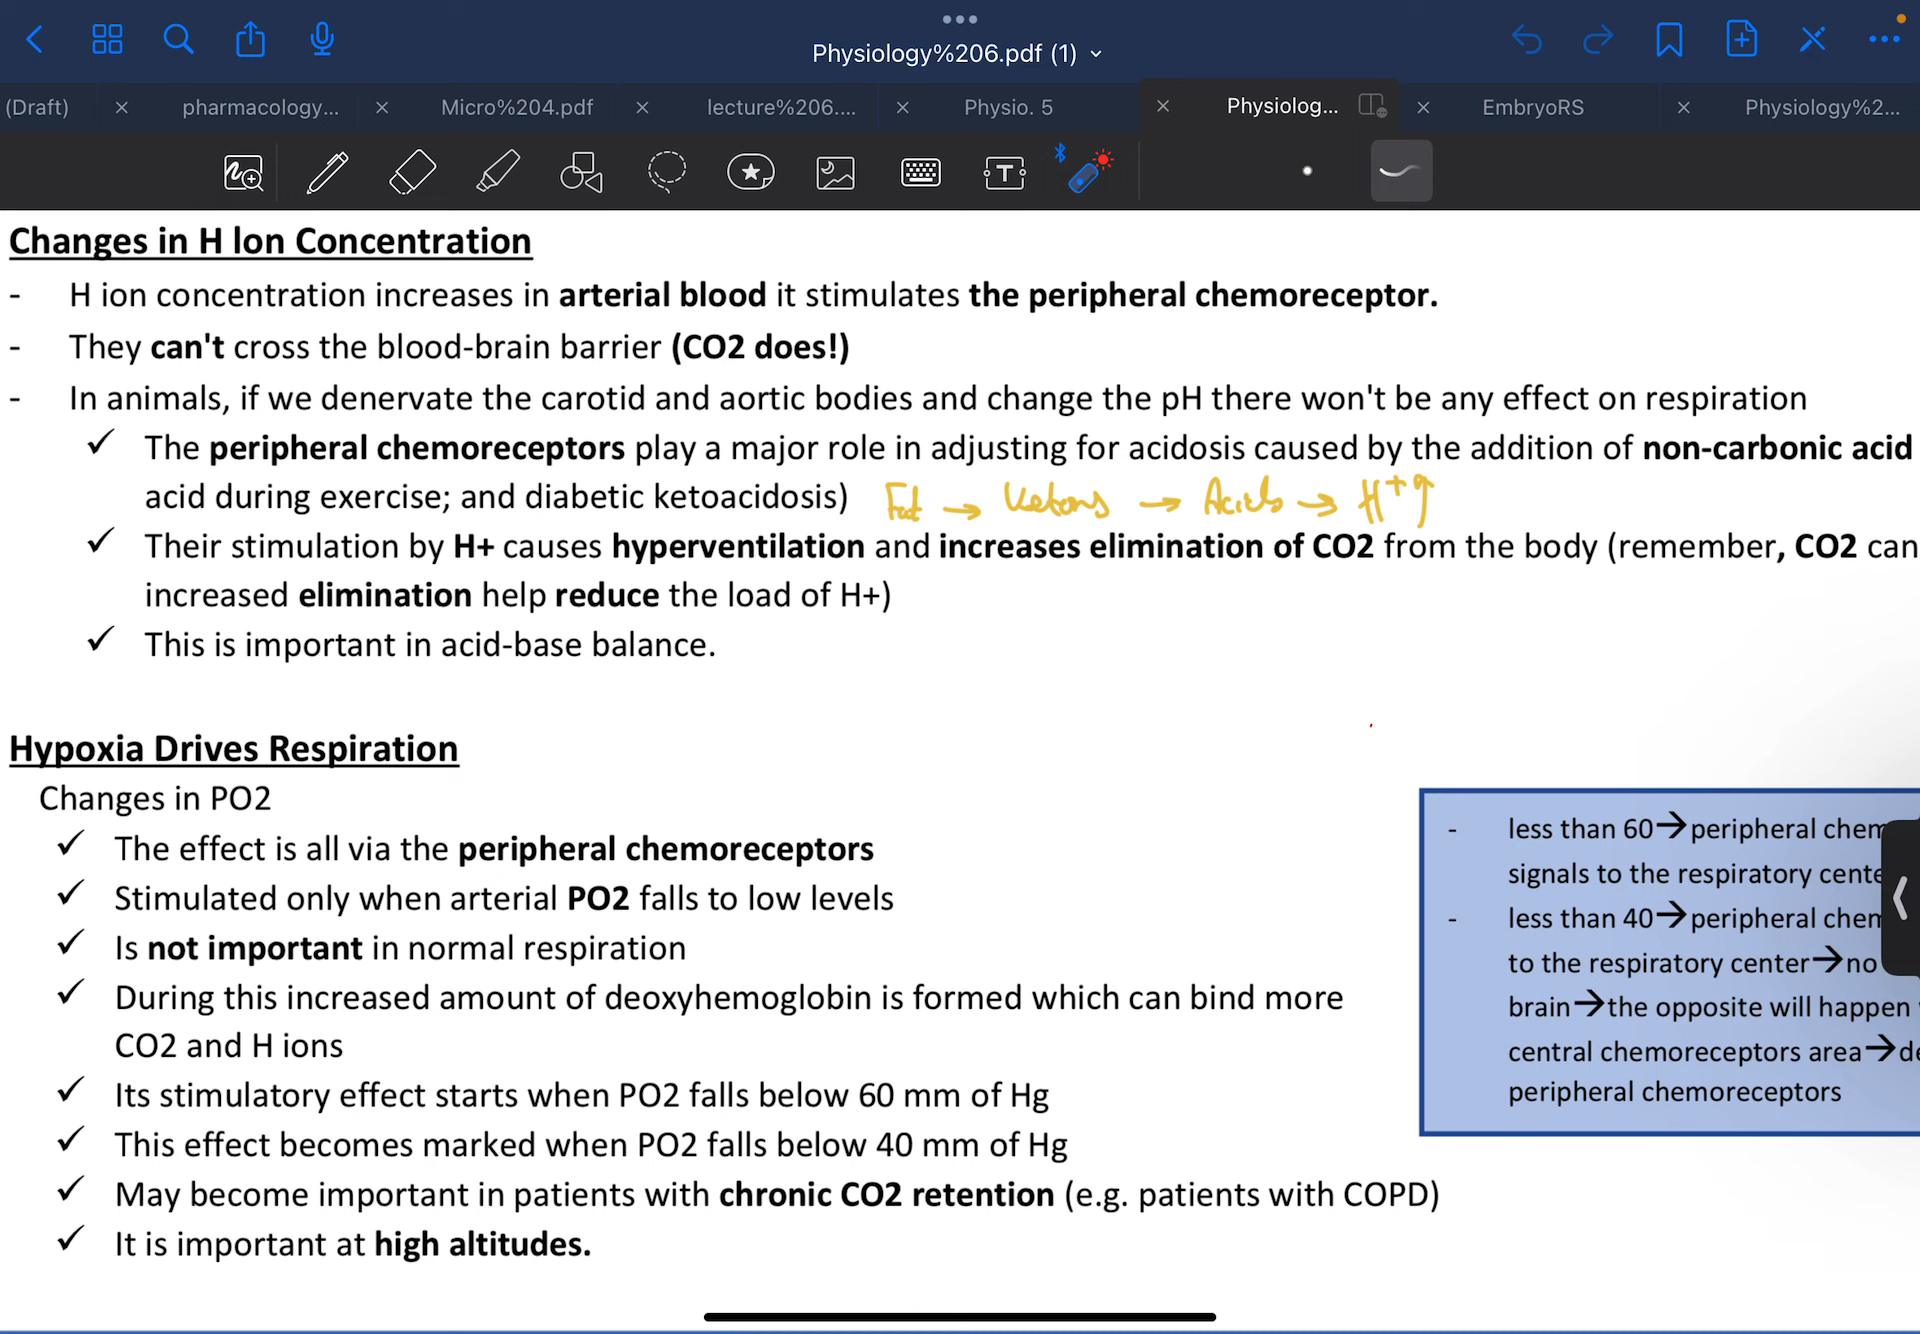 Physiology%206.pdf (1)
(Draft)
pharmacology...
Micro%204.pdf
lecture%206....
Physio. 5
Physiolog...
EmbryoRS
Physiology%2...
Changes in H Ion Concentration
- H ion concentration increases in arterial blood it stimulates the peripheral chemoreceptor.
- They can't cross the blood-brain barrier (CO2 does!)
- In animals, if we denervate the carotid and aortic bodies and change the pH there won't be any effect on respiration
✓ The peripheral chemoreceptors play a major role in adjusting for acidosis caused by the addition of non-carbonic acid
acid during exercise; and diabetic ketoacidosis)
Fat → Ketons → Acids → H+↑
✓ Their stimulation by H+ causes hyperventilation and increases elimination of CO2 from the body (remember, CO2 can
increased elimination help reduce the load of H+)
✓ This is important in acid-base balance.
Hypoxia Drives Respiration
Changes in PO2
✓ The effect is all via the peripheral chemoreceptors
✓ Stimulated only when arterial PO2 falls to low levels
✓ Is not important in normal respiration
✓ During this increased amount of deoxyhemoglobin is formed which can bind more
CO2 and H ions
✓ Its stimulatory effect starts when PO2 falls below 60 mm of Hg
✓ This effect becomes marked when PO2 falls below 40 mm of Hg
✓ May become important in patients with chronic CO2 retention (e.g. patients with COPD)
✓ It is important at high altitudes.
- less than 60→peripheral chem
signals to the respiratory cente
- less than 40→peripheral chem
to the respiratory center→no
brain→the opposite will happen
central chemoreceptors area→de
peripheral chemoreceptors